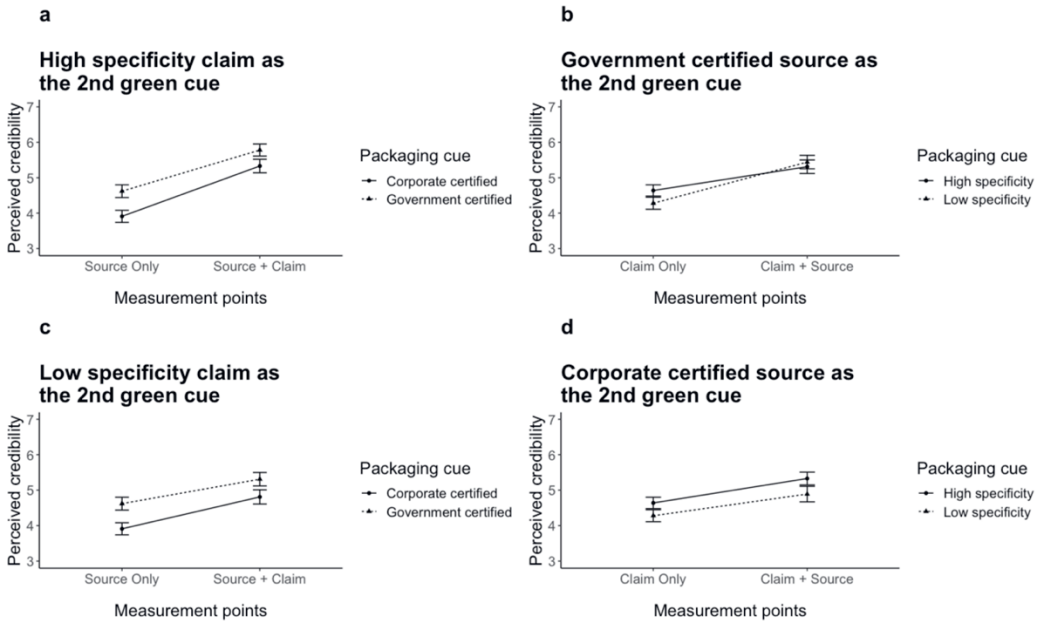 a
High specificity claim as
the 2nd green cue
Perceived credibility
7
6
5
4
3
Source Only
Source + Claim
Measurement points
Packaging cue
Corporate certified
Government certified
b
Government certified source as
the 2nd green cue
Perceived credibility
7
6
5
4
3
Claim Only
Claim + Source
Measurement points
Packaging cue
High specificity
Low specificity
c
Low specificity claim as
the 2nd green cue
Perceived credibility
7
6
5
4
3
Source Only
Source + Claim
Measurement points
Packaging cue
Corporate certified
Government certified
d
Corporate certified source as
the 2nd green cue
Perceived credibility
7
6
5
4
3
Claim Only
Claim + Source
Measurement points
Packaging cue
High specificity
Low specificity